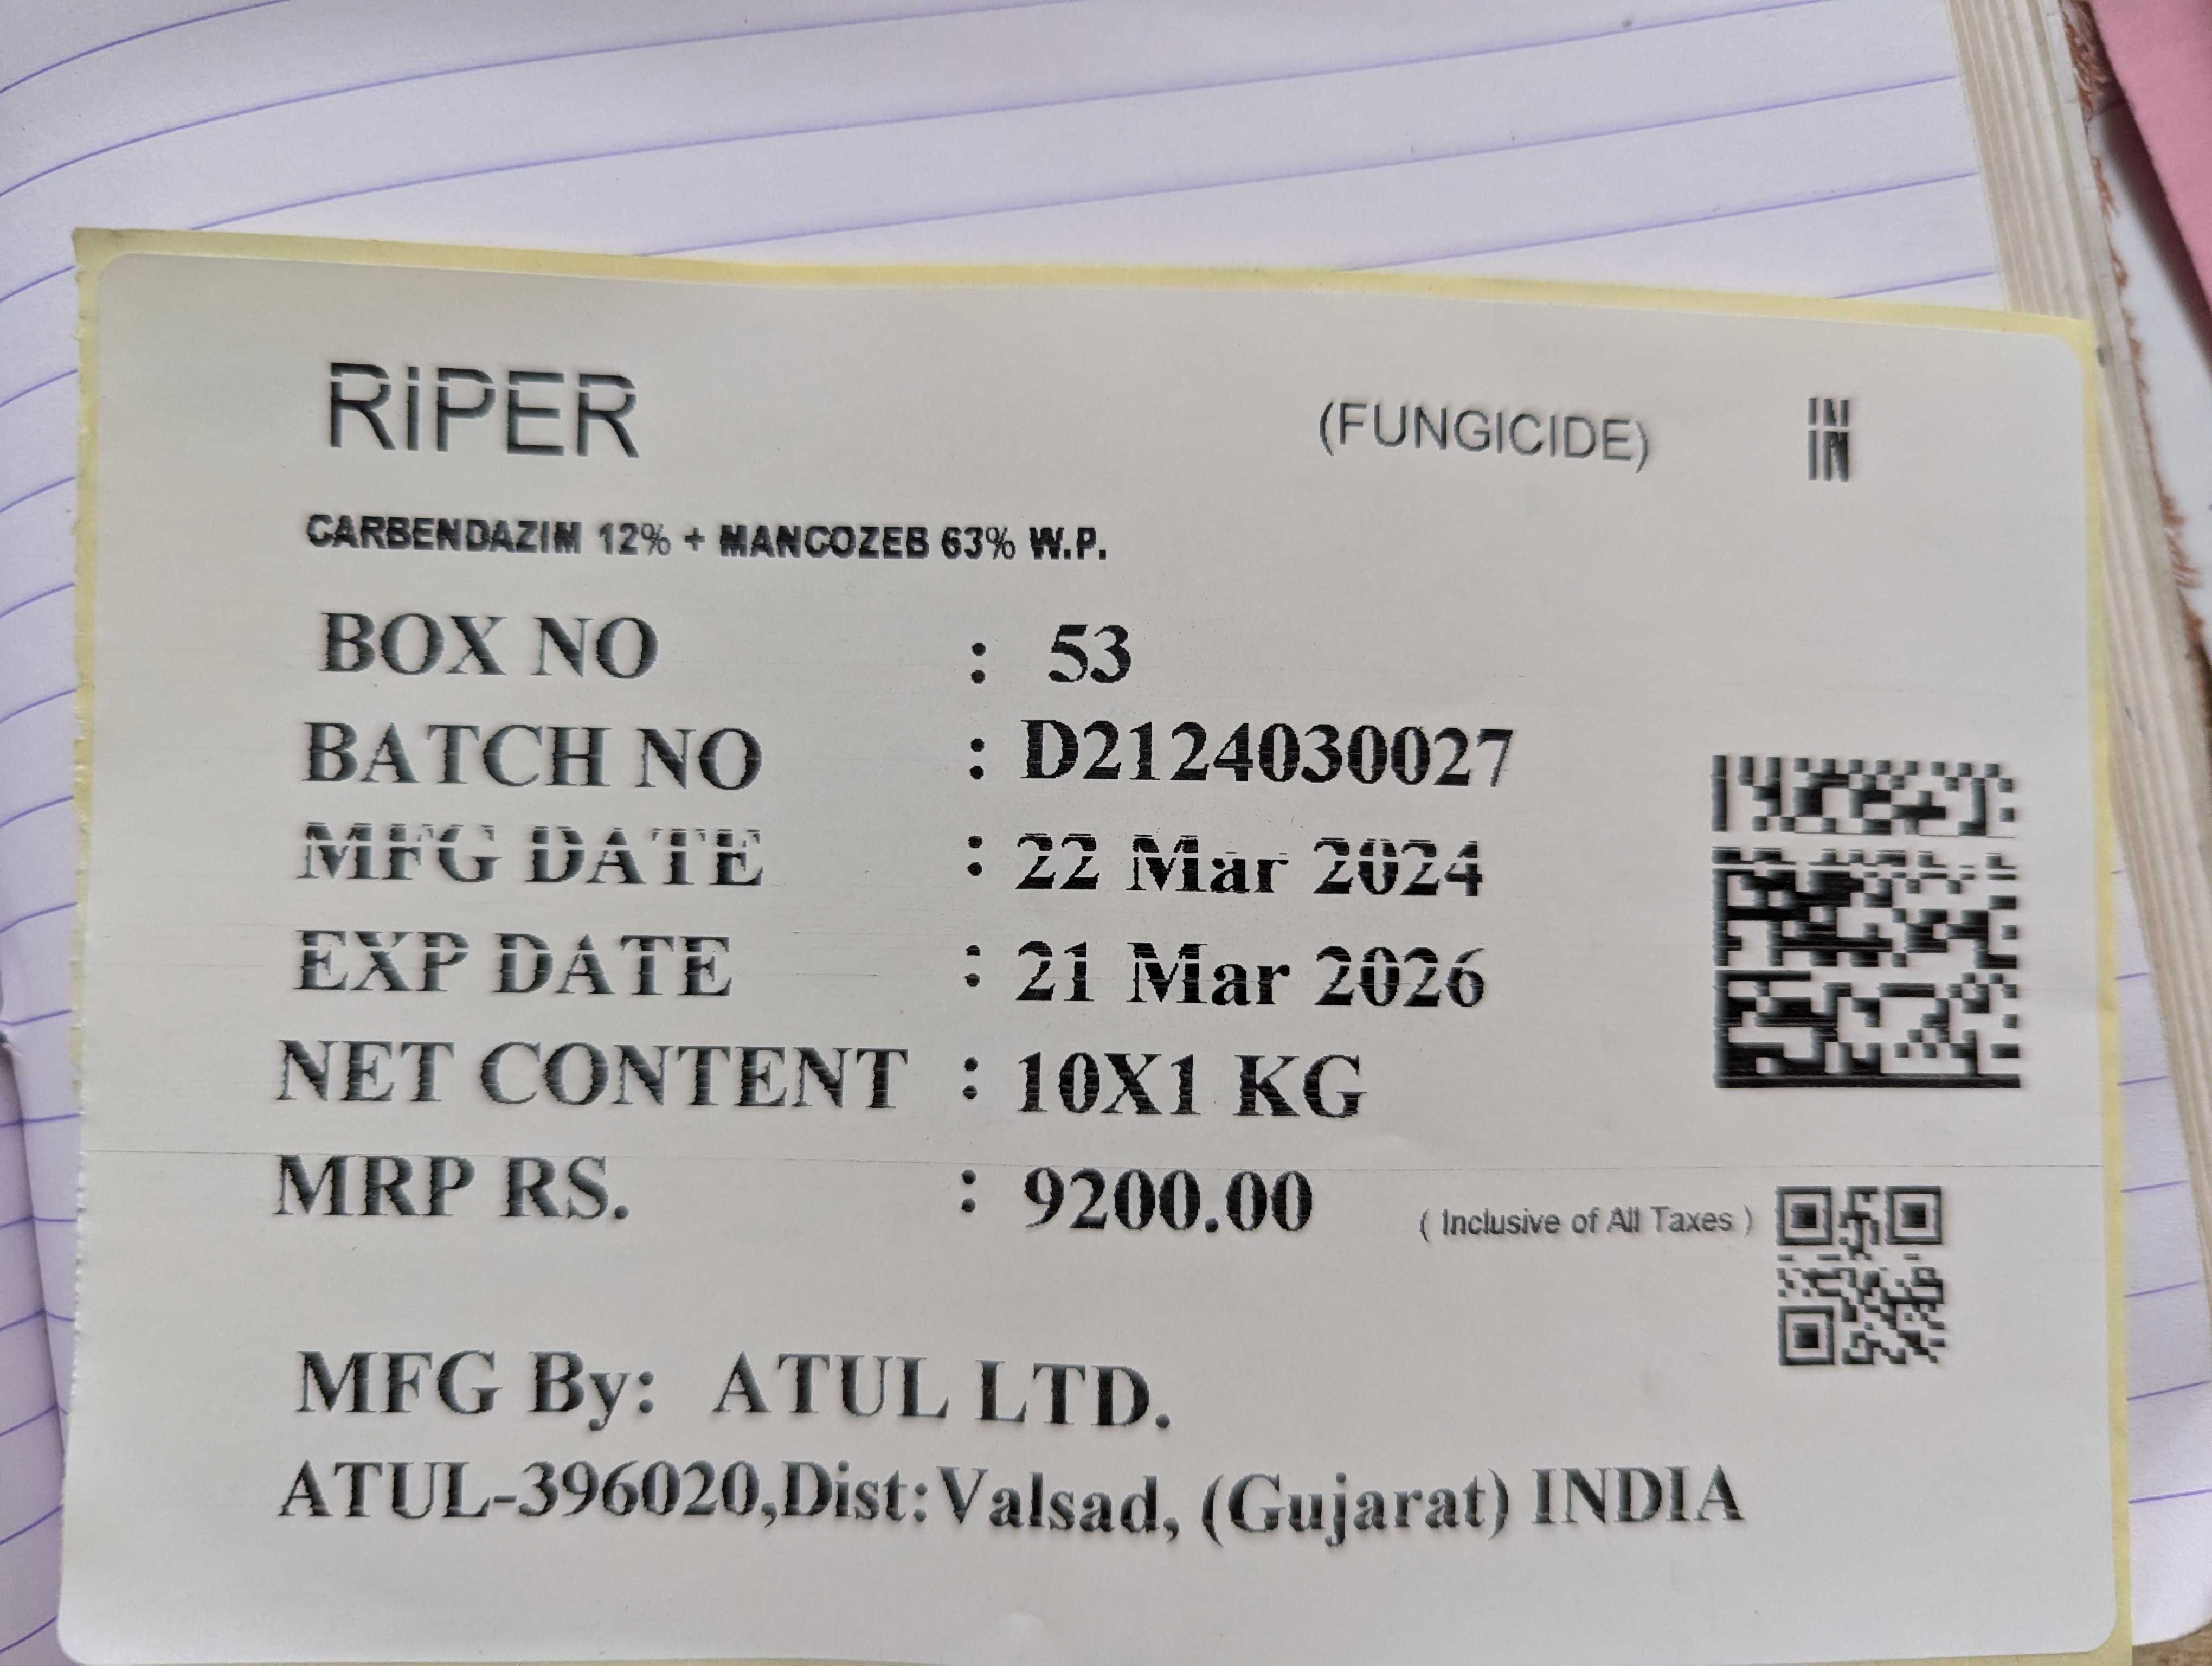 RiPER (FUNGICIDE) IN
IN
CARBENDAZIM 12% + MANCOZEB 63% W.P.
BOX NO : 53
BATCH NO : D2124030027
MFG DATE : 22 Mar 2024
EXP DATE : 21 Mar 2026
NET CONTENT : 10X1 KG
MRP RS. : 9200.00 ( Inclusive of All Taxes )
MFG By: ATUL LTD.
ATUL-396020,Dist:Valsad, (Gujarat) INDIA